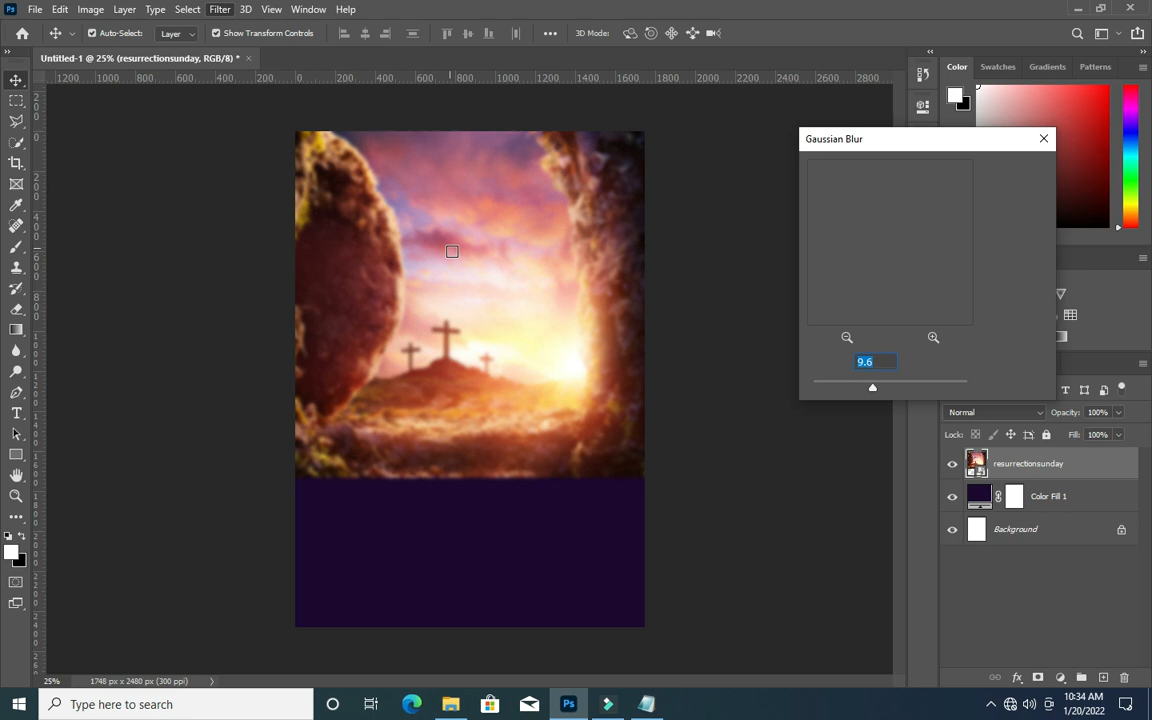 Ps File Edit Image Layer Type Select Filter 3D View Window Help
Auto-Select: Layer Show Transform Controls 3D Mode:
Untitled-1 @ 25% (resurrectionsunday, RGB/8) *
1200 1000 800 600 400 200 0 200 400 600 800 1000 1200 1400 1600 1800 2000 2200 2400 2600 2800
Color Swatches Gradients Patterns
Gaussian Blur
9.6
Normal Opacity: 100%
Lock: Fill: 100%
resurrectionsunday
Color Fill 1
Background
25% 1748 px x 2480 px (300 ppi)
Type here to search
Ps
10:34 AM
1/20/2022